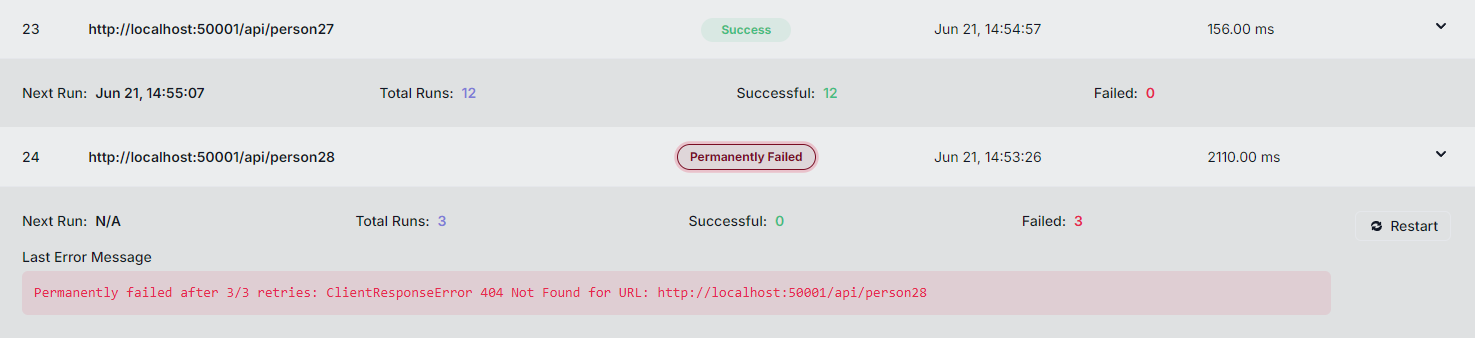 23 http://localhost:50001/api/person27 Success Jun 21, 14:54:57 156.00 ms
Next Run: Jun 21, 14:55:07 Total Runs: 12 Successful: 12 Failed: 0
24 http://localhost:50001/api/person28 Permanently Failed Jun 21, 14:53:26 2110.00 ms
Next Run: N/A Total Runs: 3 Successful: 0 Failed: 3 Restart
Last Error Message
Permanently failed after 3/3 retries: ClientResponseError 404 Not Found for URL: http://localhost:50001/api/person28